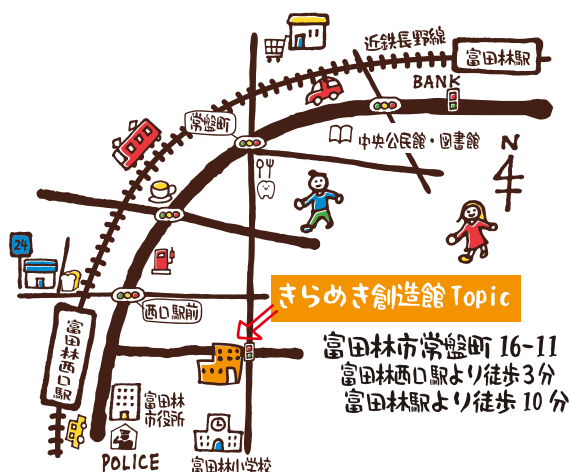 近鉄長野線
富田林駅
BANK
常盤町
中央公民館・図書館
N
24
きらめき創造館 Topic
西口駅前
富田林西口駅
富田林市常盤町 16-11
富田林西口駅より徒歩3分
富田林駅より徒歩10分
富田林
市役所
POLICE
富田林小学校